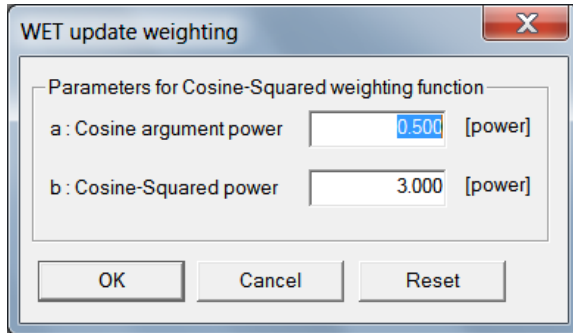 WET update weighting
Parameters for Cosine-Squared weighting function
a : Cosine argument power 0.500 [power]
b : Cosine-Squared power 3.000 [power]
OK Cancel Reset